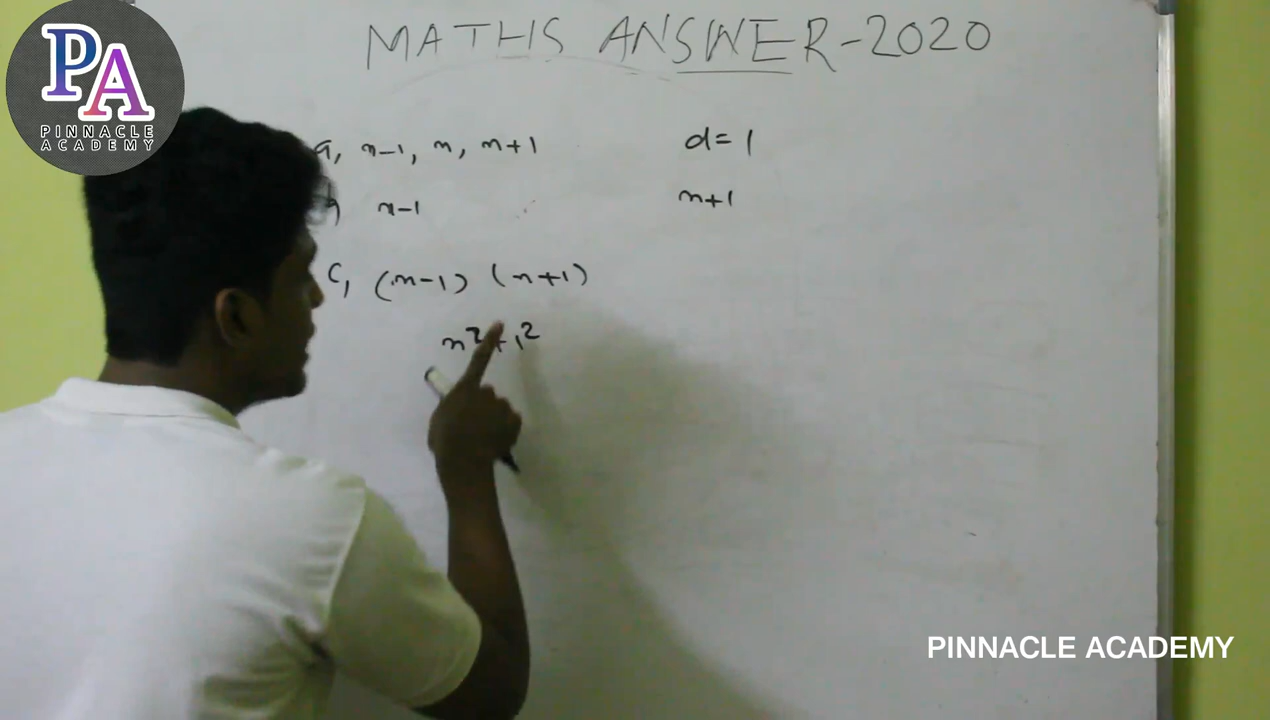 PA
PINNACLE
ACADEMY
MATHS ANSWER-2020
a, n-1, n, n+1 d=1
n-1 n+1
c, (n-1) (n+1)
n²+1²
PINNACLE ACADEMY